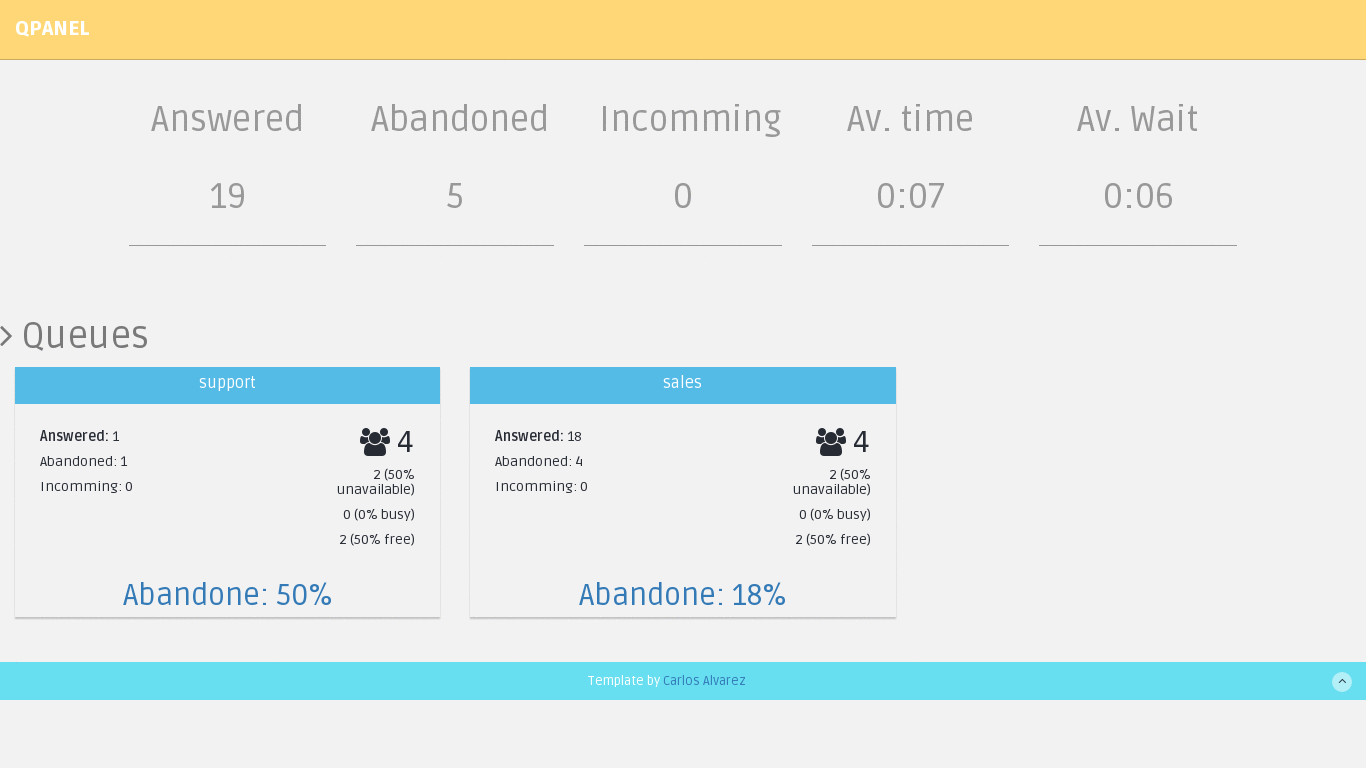 QPANEL
Answered Abandoned Incomming Av. time Av. Wait
19 5 0 0:07 0:06
Queues
support
Answered: 1
Abandoned: 1
Incomming: 0
4
2 (50%
unavailable)
0 (0% busy)
2 (50% free)
Abandone: 50%
sales
Answered: 18
Abandoned: 4
Incomming: 0
4
2 (50%
unavailable)
0 (0% busy)
2 (50% free)
Abandone: 18%
Template by Carlos Alvarez